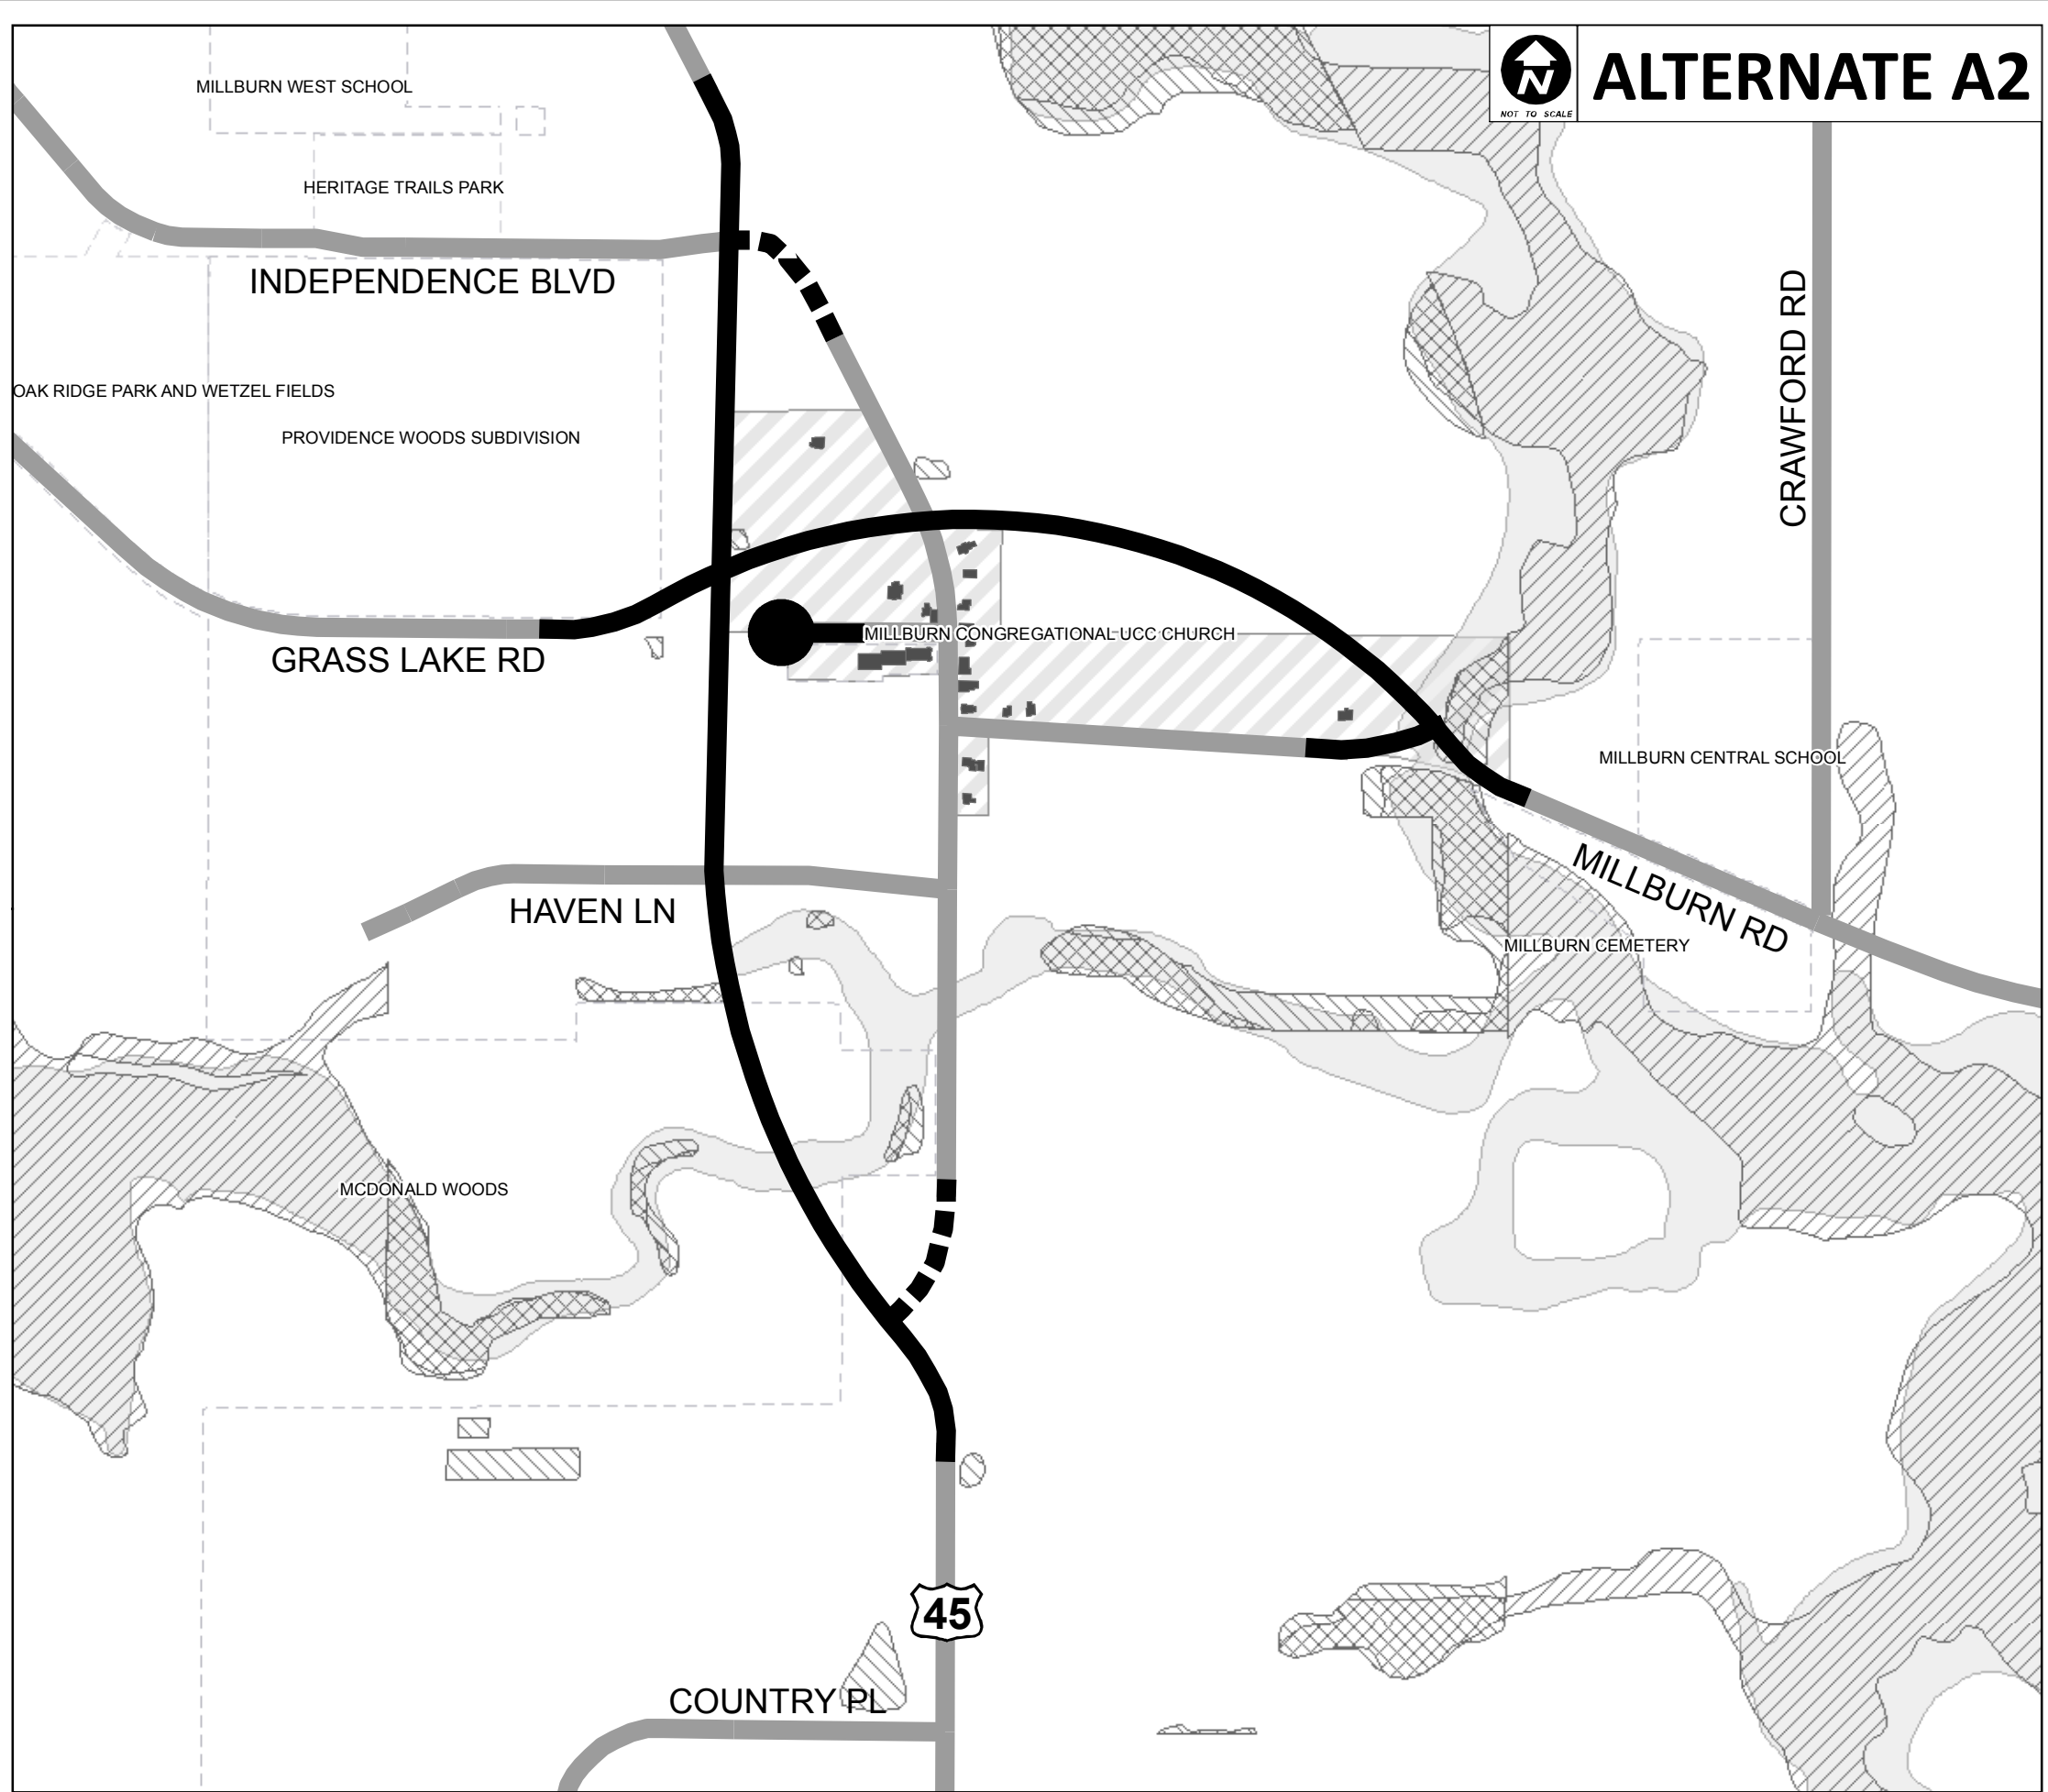 ALTERNATE A2
N
NOT TO SCALE
MILLBURN WEST SCHOOL
HERITAGE TRAILS PARK
INDEPENDENCE BLVD
CRAWFORD RD
OAK RIDGE PARK AND WETZEL FIELDS
PROVIDENCE WOODS SUBDIVISION
MILLBURN CONGREGATIONAL UCC CHURCH
GRASS LAKE RD
MILLBURN CENTRAL SCHOOL
MILLBURN RD
HAVEN LN
MILLBURN CEMETERY
MCDONALD WOODS
45
COUNTRY PL